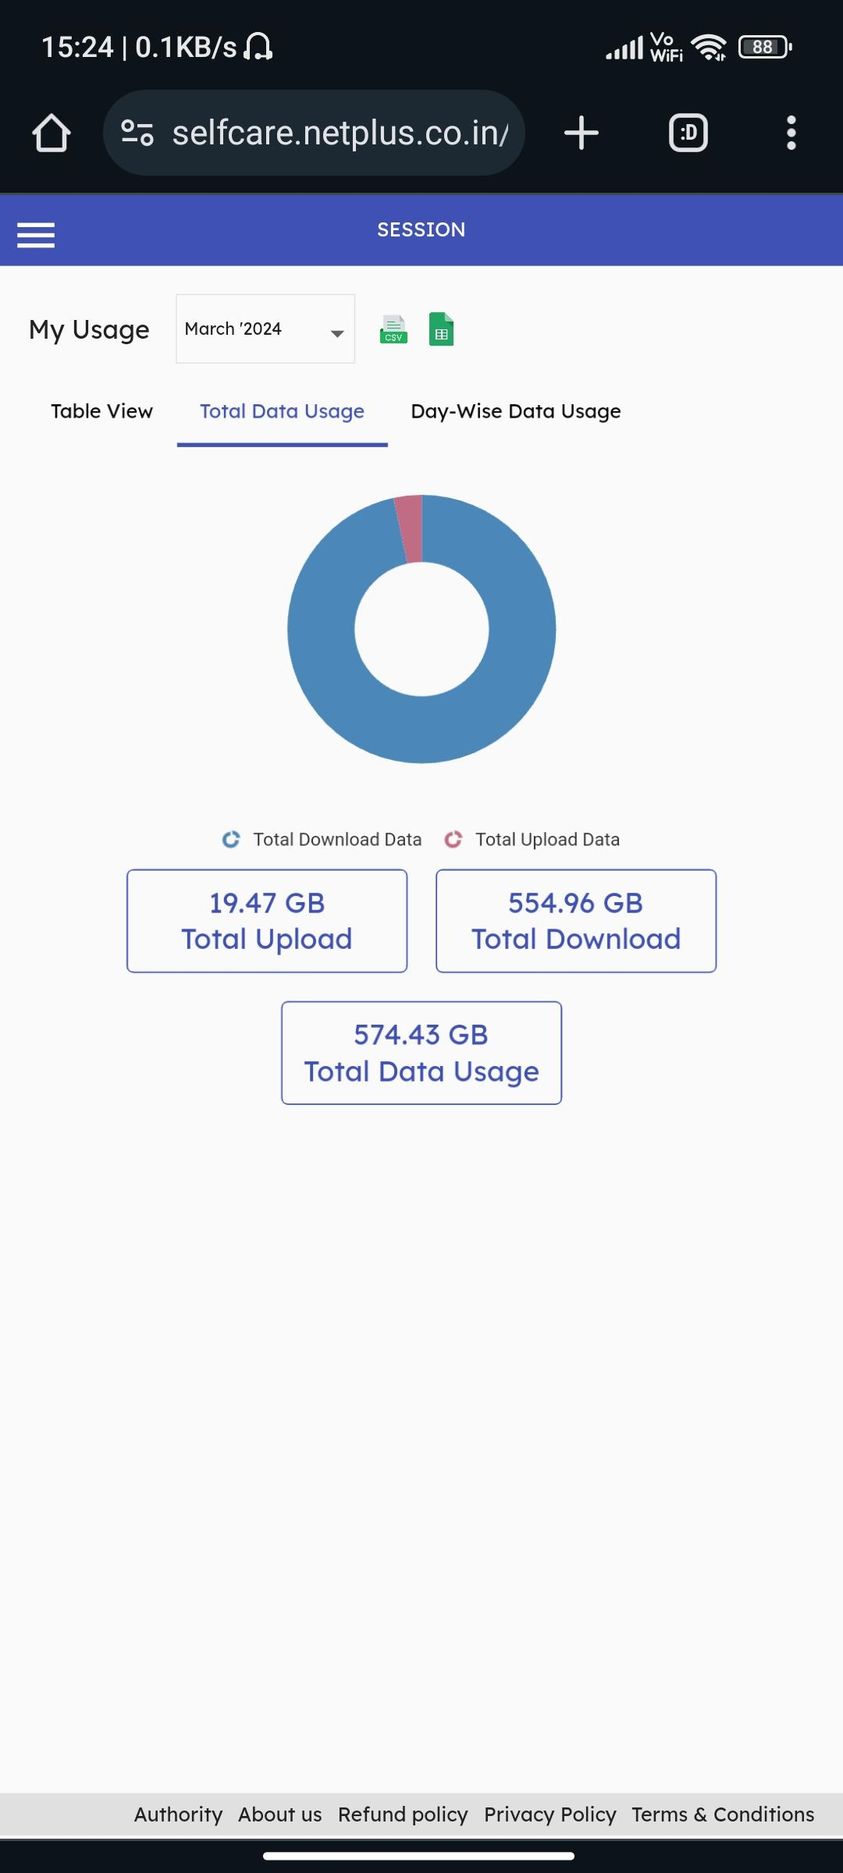 15:24 | 0.1KB/s Vo WiFi 88
selfcare.netplus.co.in/ :D
SESSION
My Usage March '2024 CSV
Table View Total Data Usage Day-Wise Data Usage
Total Download Data Total Upload Data
19.47 GB
Total Upload
554.96 GB
Total Download
574.43 GB
Total Data Usage
Authority About us Refund policy Privacy Policy Terms & Conditions